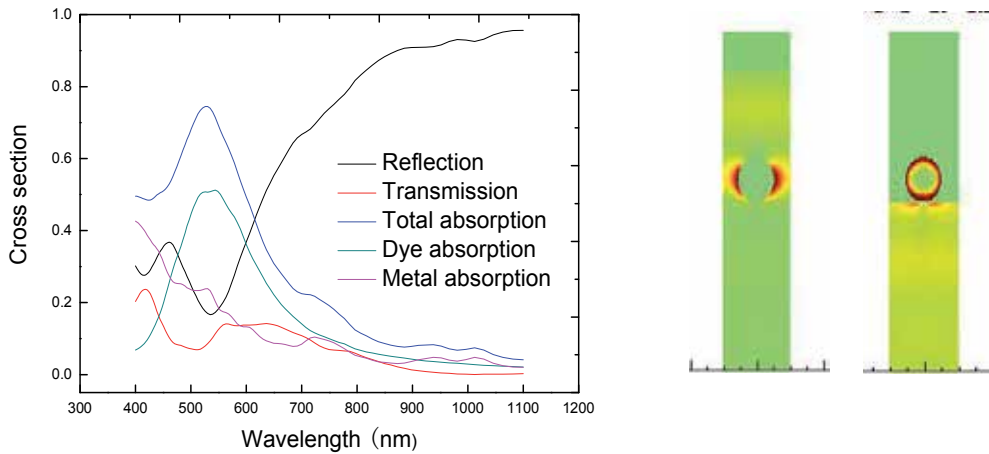 1.0
0.8
0.6
0.4
0.2
0.0
Cross section
Reflection
Transmission
Total absorption
Dye absorption
Metal absorption
300 400 500 600 700 800 900 1000 1100 1200
Wavelength (nm)